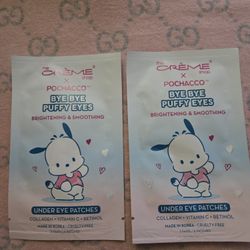 the
CRÈME
shop
x
POCHACCO™
BYE BYE
PUFFY EYES
BRIGHTENING & SMOOTHING
UNDER EYE PATCHES
COLLAGEN • VITAMIN C • RETINOL
MADE IN KOREA • CRUELTY-FREE
the
CRÈME
shop
x
POCHACCO™
BYE BYE
PUFFY EYES
BRIGHTENING & SMOOTHING
UNDER EYE PATCHES
COLLAGEN • VITAMIN C • RETINOL
MADE IN KOREA • CRUELTY-FREE